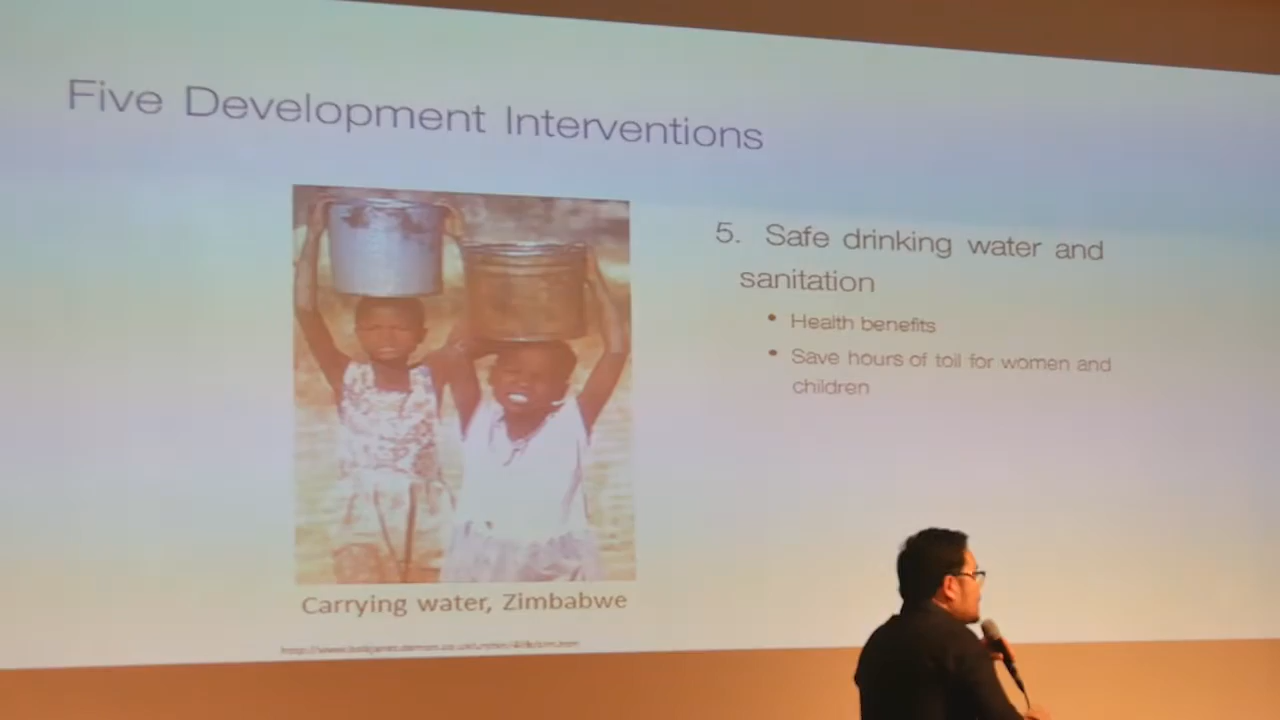 Five Development Interventions
5. Safe drinking water and
sanitation
• Health benefits
• Save hours of toil for women and
children
Carrying water, Zimbabwe